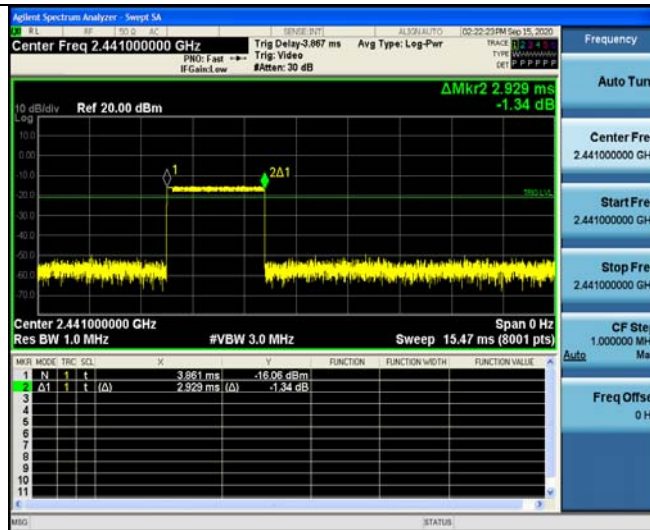 Agilent Spectrum Analyzer - Swept SA
RL RF 50 Ω AC SENSE:INT ALIGN AUTO 02:22:23 PM Sep 15, 2020
Center Freq 2.441000000 GHz
PNO: Fast
IFGain:Low
Trig Delay-3.867 ms
Trig: Video
#Atten: 30 dB
Avg Type: Log-Pwr
TRACE 1 2 3 4 5 6
TYPE
DET P P P P P P
ΔMkr2 2.929 ms
-1.34 dB
10 dB/div Ref 20.00 dBm
Log
10.0
0.00
-10.0
-20.0
-30.0
-40.0
-50.0
-60.0
-70.0
1
2Δ1
TRIG LVL
Center 2.441000000 GHz Span 0 Hz
Res BW 1.0 MHz #VBW 3.0 MHz Sweep 15.47 ms (8001 pts)
MKR MODE TRC SCL X Y FUNCTION FUNCTION WIDTH FUNCTION VALUE
1 N 1 t 3.861 ms -16.06 dBm
2 Δ1 1 t (Δ) 2.929 ms (Δ) -1.34 dB
3
4
5
6
7
8
9
10
11
MSG STATUS
Frequency
Auto Tun
Center Fre
2.441000000 GH
Start Fre
2.441000000 GH
Stop Fre
2.441000000 GH
CF Ste
1.000000 MH
Auto Ma
Freq Offse
0 H